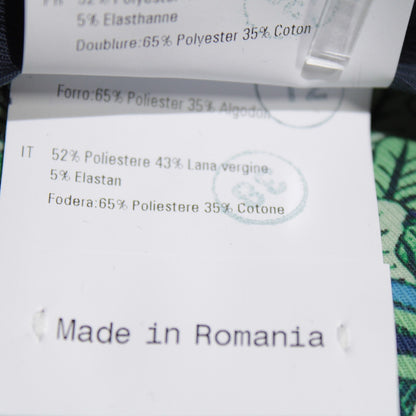 5% Elasthanne
Doublure:65% Polyester 35% Coton
Forro:65% Poliester 35% Algodon
12
IT 52% Poliestere 43% Lana vergine
5% Elastan
Fodera:65% Poliestere 35% Cotone
Made in Romania